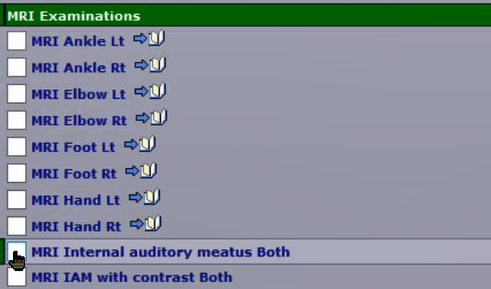 MRI Examinations
MRI Ankle Lt
MRI Ankle Rt
MRI Elbow Lt
MRI Elbow Rt
MRI Foot Lt
MRI Foot Rt
MRI Hand Lt
MRI Hand Rt
MRI Internal auditory meatus Both
MRI IAM with contrast Both